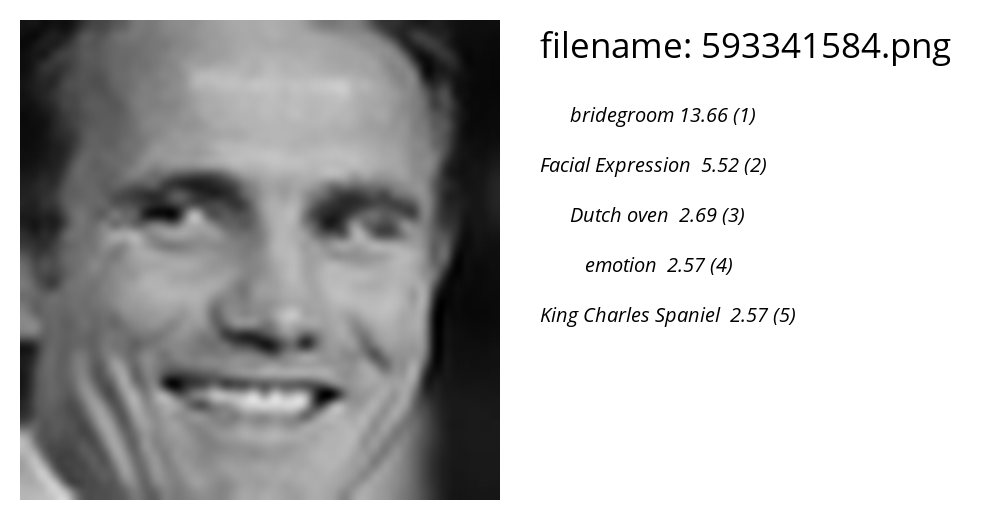 filename: 593341584.png
bridegroom 13.66 (1)
Facial Expression 5.52 (2)
Dutch oven 2.69 (3)
emotion 2.57 (4)
King Charles Spaniel 2.57 (5)